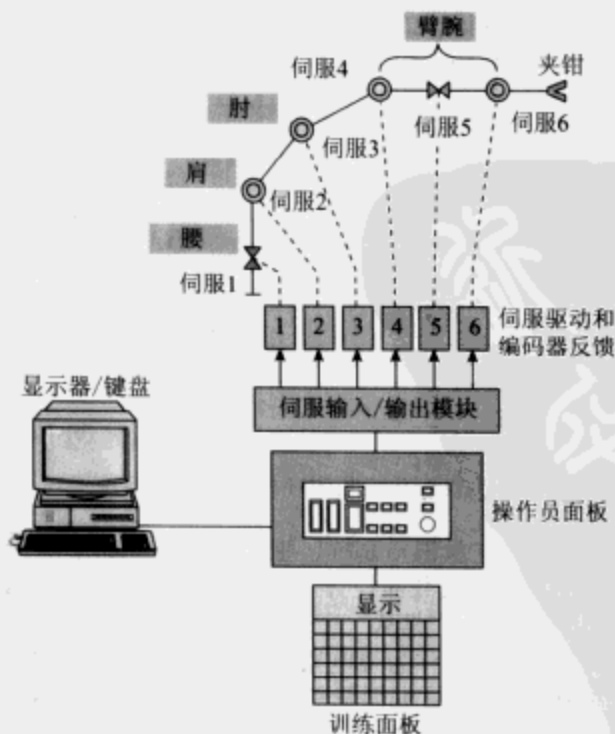 臂腕
伺服4
夹钳
肘
伺服5
伺服6
伺服3
肩
伺服2
腰
伺服1
1 2 3 4 5 6
伺服驱动和
编码器反馈
显示器/键盘
伺服输入/输出模块
操作员面板
显示
训练面板